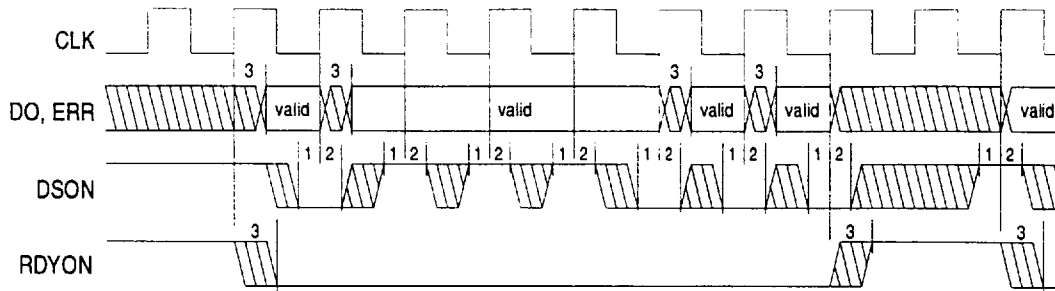 CLK
3 3 3 3
DO, ERR valid valid valid valid valid
1 2 1 2 1 2 1 2 1 2 1 2 1 2 1 2
DSON
3 3 3
RDYON